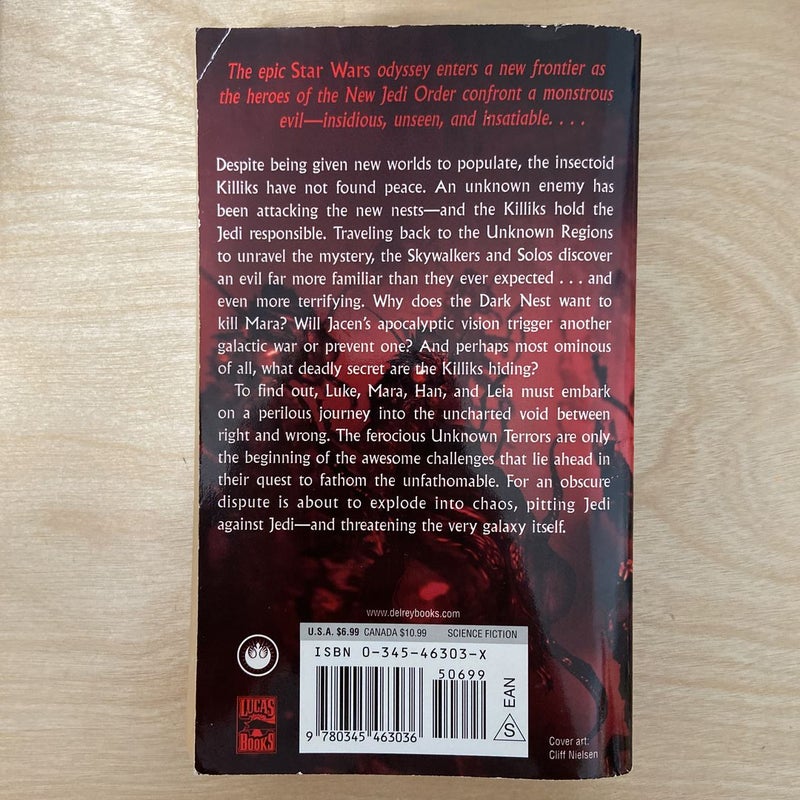 The epic Star Wars odyssey enters a new frontier as
the heroes of the New Jedi Order confront a monstrous
evil—insidious, unseen, and insatiable. . . .
Despite being given new worlds to populate, the insectoid
Killiks have not found peace. An unknown enemy has
been attacking the new nests—and the Killiks hold the
Jedi responsible. Traveling back to the Unknown Regions
to unravel the mystery, the Skywalkers and Solos discover
an evil far more familiar than they ever expected . . . and
even more terrifying. Why does the Dark Nest want to
kill Mara? Will Jacen's apocalyptic vision trigger another
galactic war or prevent one? And perhaps most ominous
of all, what deadly secret are the Killiks hiding?
To find out, Luke, Mara, Han, and Leia must embark
on a perilous journey into the uncharted void between
right and wrong. The ferocious Unknown Terrors are only
the beginning of the awesome challenges that lie ahead in
their quest to fathom the unfathomable. For an obscure
dispute is about to explode into chaos, pitting Jedi
against Jedi—and threatening the very galaxy itself.
www.delreybooks.com
U.S.A. $6.99 CANADA $10.99 SCIENCE FICTION
ISBN 0-345-46303-X
50699
9 780345 463036
EAN
S
LUCAS
BOOKS
Cover art:
Cliff Nielsen